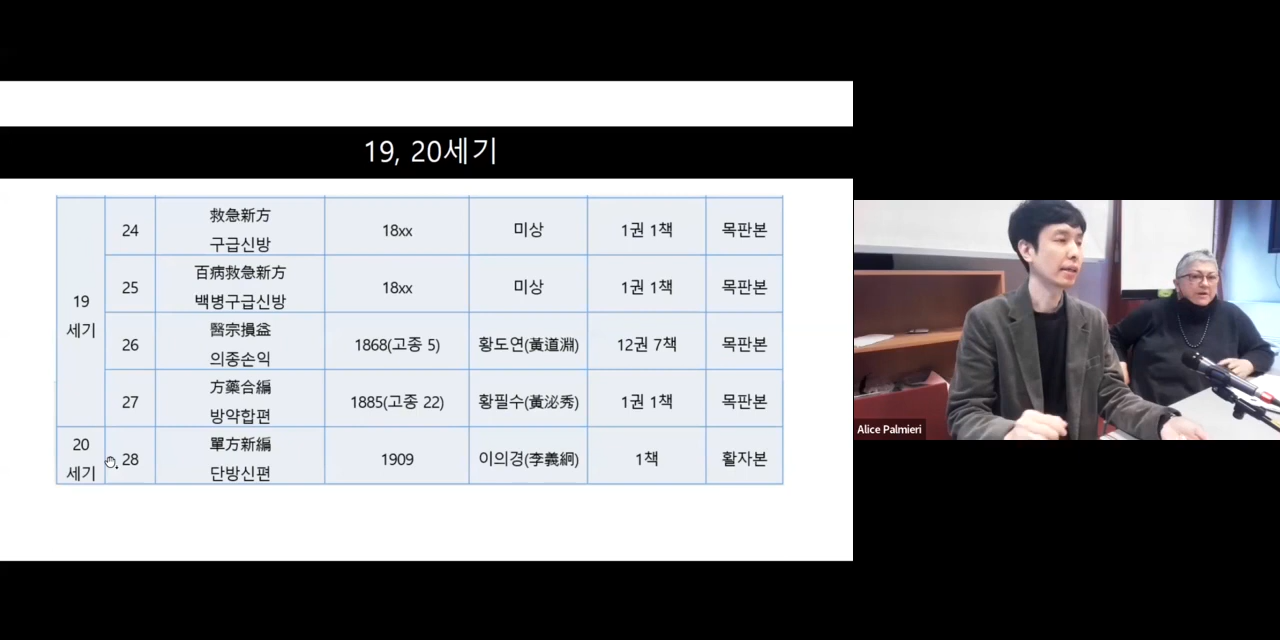 19, 20세기
19
세기
24
救急新方
구급신방
18xx
미상
1권 1책
목판본
25
百病救急新方
백병구급신방
18xx
미상
1권 1책
목판본
26
醫宗損益
의종손익
1868(고종 5)
황도연(黃道淵)
12권 7책
목판본
27
方藥合編
방약합편
1885(고종 22)
황필수(黃泌秀)
1권 1책
목판본
20
세기
28
單方新編
단방신편
1909
이의경(李義絅)
1책
활자본
Alice Palmieri